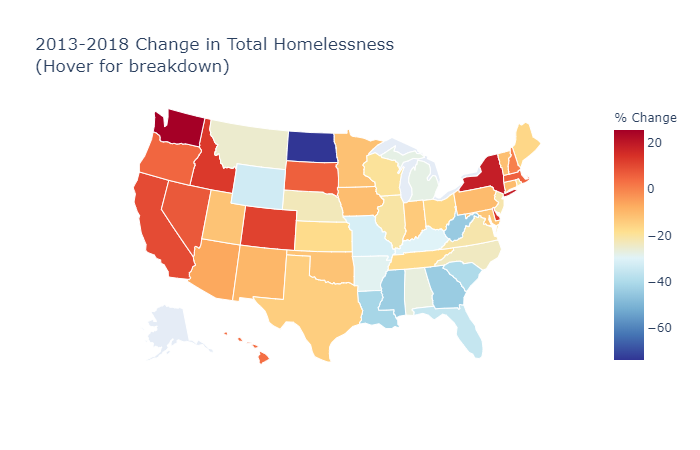 2013-2018 Change in Total Homelessness
(Hover for breakdown)
% Change
20
0
−20
−40
−60